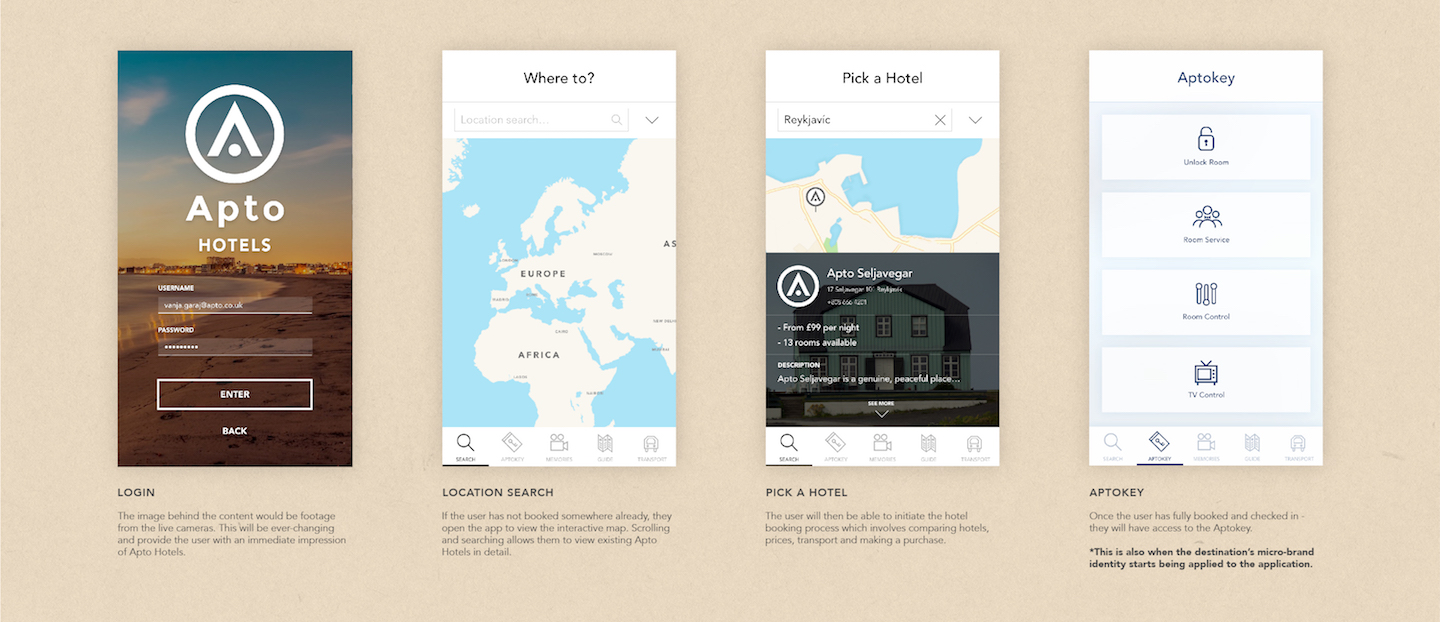 Apto
HOTELS
USERNAME
vanja.garaj@apto.co.uk
PASSWORD
ENTER
BACK
LOGIN
The image behind the content would be footage
from the live cameras. This will be ever-changing
and provide the user with an immediate impression
of Apto Hotels.
Where to?
Location search...
LONDON
MOSCOW
EUROPE
AS
MADRID
ROME
CAIRO
NEW DELHI
AFRICA
LAGOS
NAIROBI
SEARCH
APTOKEY
MEMORIES
GUIDE
TRANSPORT
LOCATION SEARCH
If the user has not booked somewhere already, they
open the app to view the interactive map. Scrolling
and searching allows them to view existing Apto
Hotels in detail.
Pick a Hotel
Reykjavic
Apto Seljavegar
17 Seljavegar 101 Reykjavik
- From £99 per night
- 13 rooms available
DESCRIPTION
Apto Seljavegar is a genuine, peaceful place...
SEE MORE
SEARCH
APTOKEY
MEMORIES
GUIDE
TRANSPORT
PICK A HOTEL
The user will then be able to initiate the hotel
booking process which involves comparing hotels,
prices, transport and making a purchase.
Aptokey
Unlock Room
Room Service
Room Control
TV Control
SEARCH
APTOKEY
MEMORIES
GUIDE
TRANSPORT
APTOKEY
Once the user has fully booked and checked in -
they will have access to the Aptokey.
*This is also when the destination's micro-brand
identity starts being applied to the application.